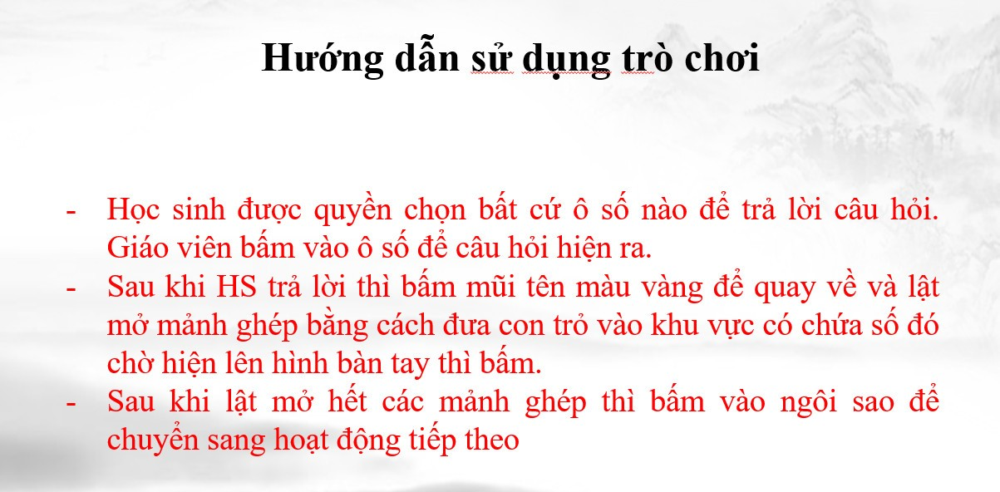 Hướng dẫn sử dụng trò chơi
- Học sinh được quyền chọn bất cứ ô số nào để trả lời câu hỏi.
Giáo viên bấm vào ô số để câu hỏi hiện ra.
- Sau khi HS trả lời thì bấm mũi tên màu vàng để quay về và lật
mở mảnh ghép bằng cách đưa con trỏ vào khu vực có chứa số đó
chờ hiện lên hình bàn tay thì bấm.
- Sau khi lật mở hết các mảnh ghép thì bấm vào ngôi sao để
chuyển sang hoạt động tiếp theo